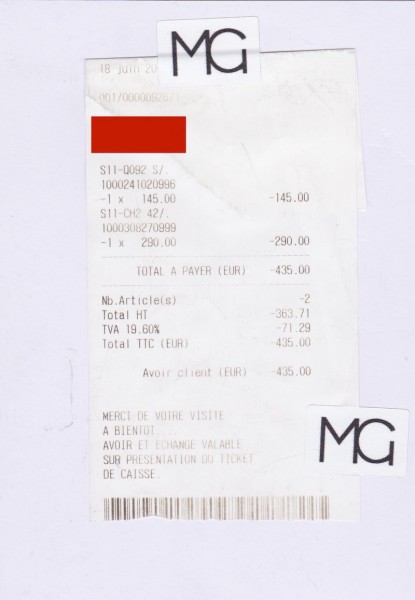 MG
18 juin 20
001/00000926/1
S11-Q092 S/.
1000241020996
-1 x 145.00 -145.00
S11-CH2 42/.
1000308270999
-1 x 290.00 -290.00
TOTAL A PAYER (EUR) -435.00
Nb.Article(s) -2
Total HT -363.71
TVA 19.60% -71.29
Total TTC (EUR) -435.00
Avoir client (EUR) -435.00
MERCI DE VOTRE VISITE
A BIENTOT....
AVOIR ET ECHANGE VALABLE
SUR PRESENTATION DU TICKET
DE CAISSE.
MG